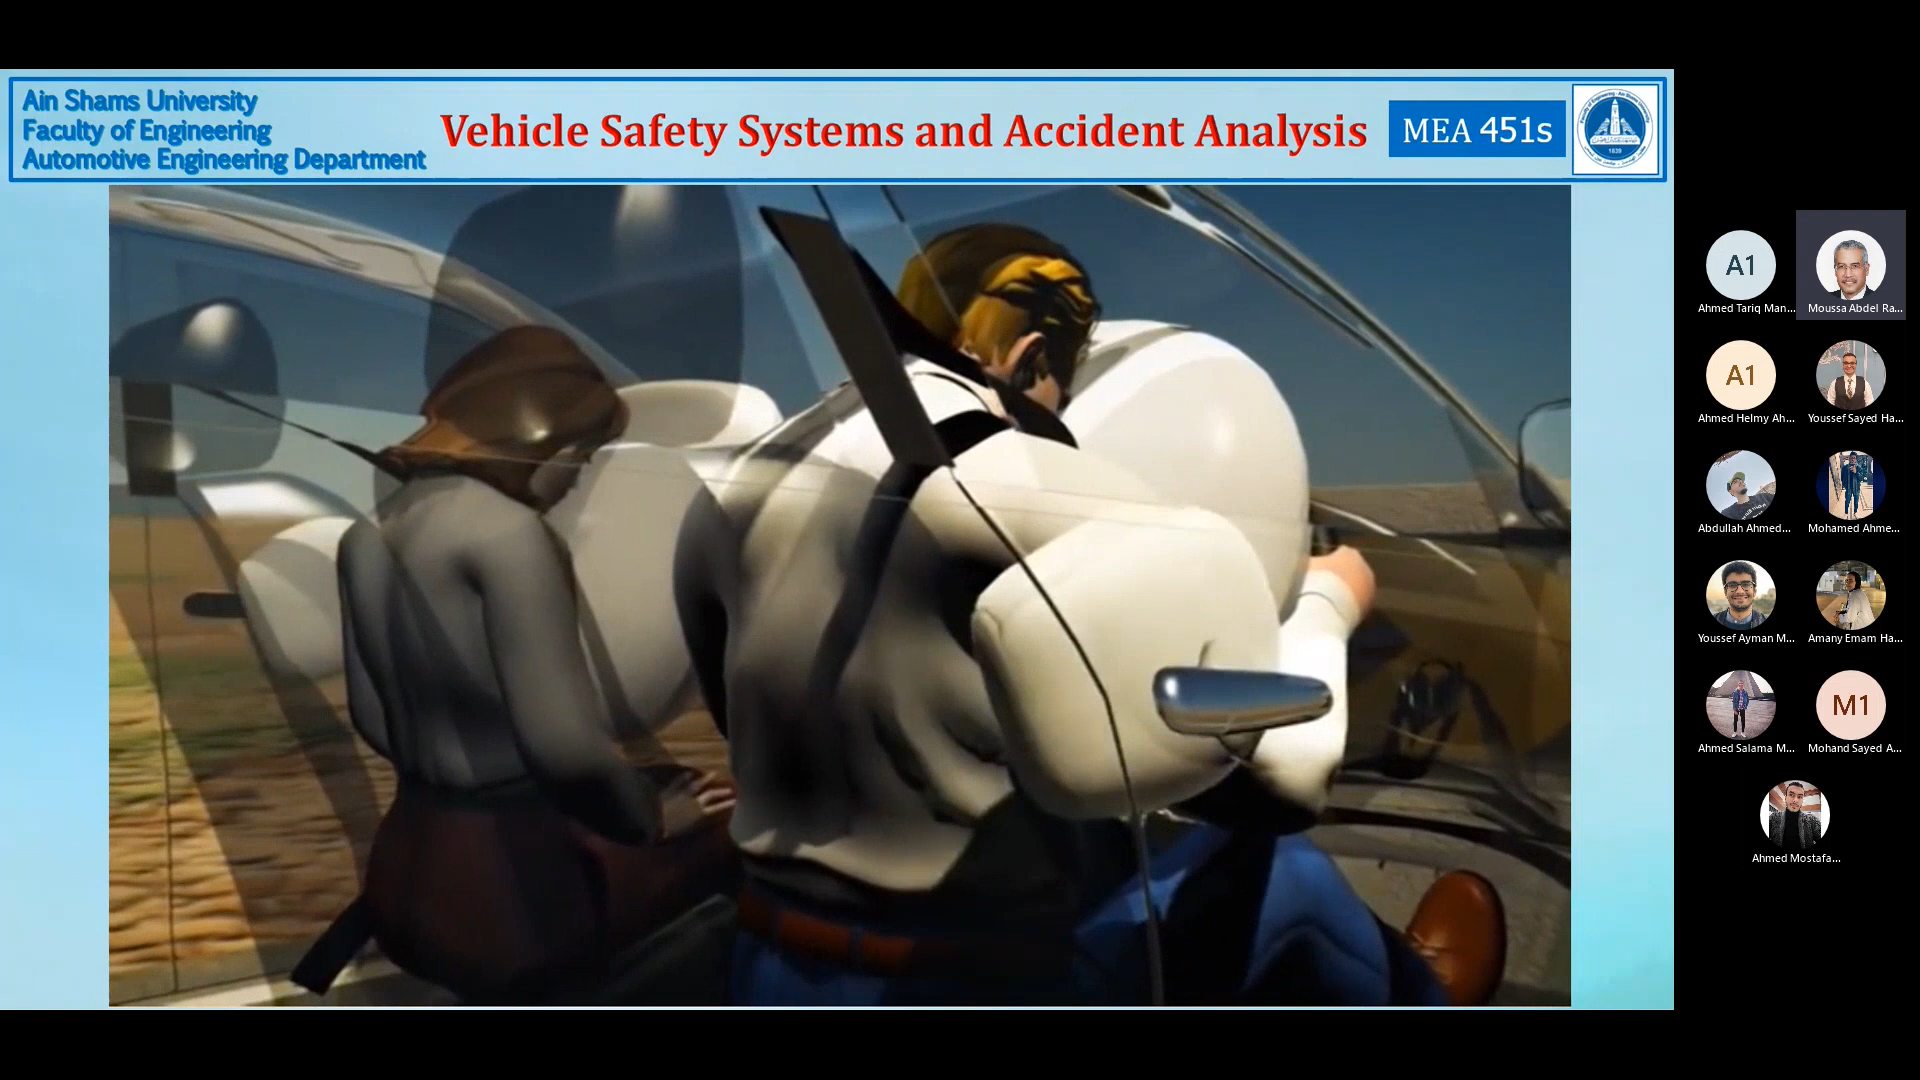 Ain Shams University
Faculty of Engineering
Automotive Engineering Department
Vehicle Safety Systems and Accident Analysis
MEA 451s
1839
A1
Ahmed Tariq Man...
Moussa Abdel Ra...
A1
Ahmed Helmy Ah...
Youssef Sayed Ha...
Abdullah Ahmed...
Mohamed Ahme...
Youssef Ayman M...
Amany Emam Ha...
Ahmed Salama M...
M1
Mohand Sayed A...
Ahmed Mostafa...